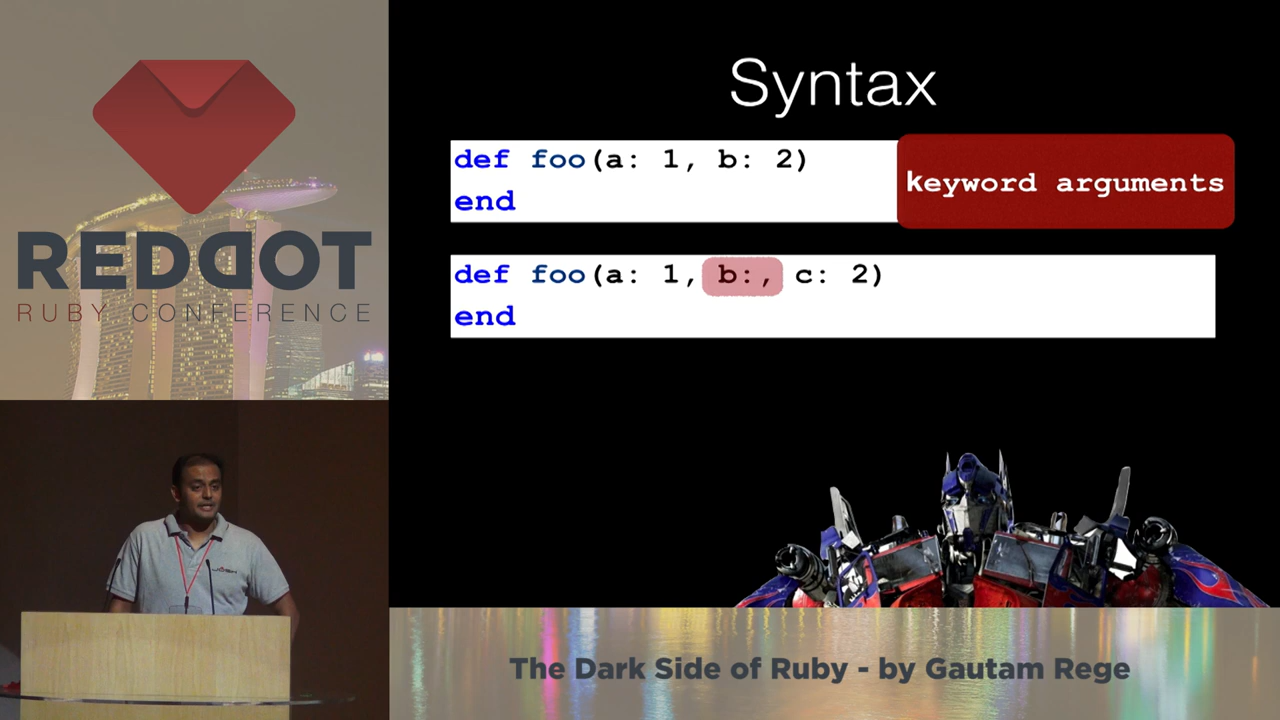 REDDOT
RUBY CONFERENCE
Syntax
def foo(a: 1, b: 2)
end
keyword arguments
def foo(a: 1, b:, c: 2)
end
The Dark Side of Ruby - by Gautam Rege